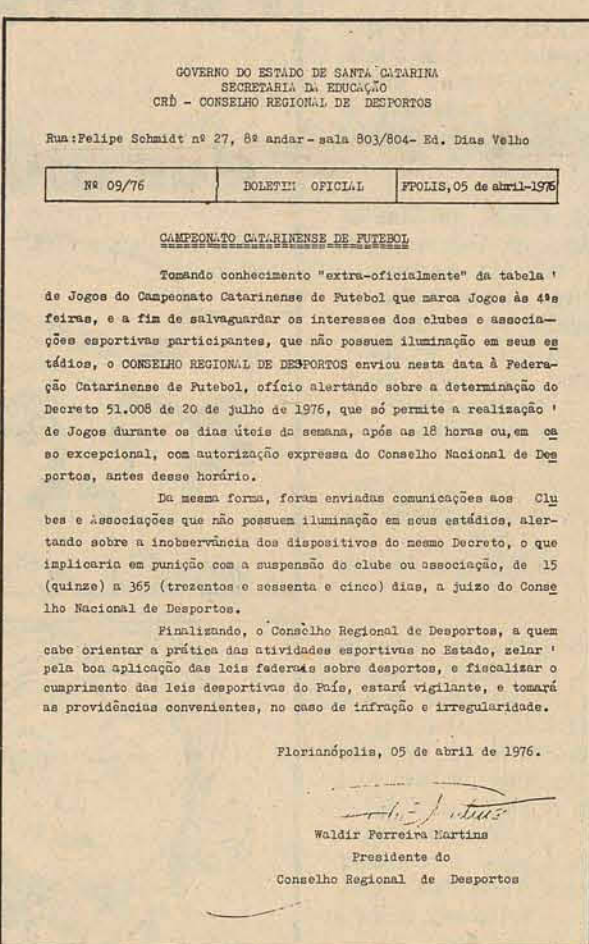 GOVERNO DO ESTADO DE SANTA CATARINA
SECRETARIA DA EDUCAÇÃO
CRD - CONSELHO REGIONAL DE DESPORTOS
Rua:Felipe Schmidt nº 27, 8º andar - sala 803/804- Ed. Dias Velho
Nº 09/76 BOLETIM OFICIAL FPOLIS, 05 de abril-1976
CAMPEONATO CATARINENSE DE FUTEBOL
Tomando conhecimento "extra-oficialmente" da tabela '
de Jogos do Campeonato Catarinense de Futebol que marca Jogos às 4ªs
feiras, e a fim de salvaguardar os interesses dos clubes e associa—
ções esportivas participantes, que não possuem iluminação em seus es
tádios, o CONSELHO REGIONAL DE DESPORTOS enviou nesta data à Federa-
ção Catarinense de Futebol, ofício alertando sobre a determinação do
Decreto 51.008 de 20 de julho de 1976, que só permite a realização '
de Jogos durante os dias úteis da semana, após as 18 horas ou, em ca
so excepcional, com autorização expressa do Conselho Nacional de Des
portos, antes desse horário.
Da mesma forma, foram enviadas comunicações aos Clu
bes e Associações que não possuem iluminação em seus estádios, aler-
tando sobre a inobservância dos dispositivos do mesmo Decreto, o que
implicaria em punição com a suspensão do clube ou associação, de 15
(quinze) a 365 (trezentos e sessenta e cinco) dias, a juizo do Conse
lho Nacional de Desportos.
Finalizando, o Conselho Regional de Desportos, a quem
cabe orientar a prática das atividades esportivas no Estado, zelar '
pela boa aplicação das leis federais sobre desportos, e fiscalizar o
cumprimento das leis desportivas do País, estará vigilante, e tomará
as providências convenientes, no caso de infração e irregularidade.
Florianópolis, 05 de abril de 1976.
Waldir Ferreira Martins
Presidente do
Conselho Regional de Desportos